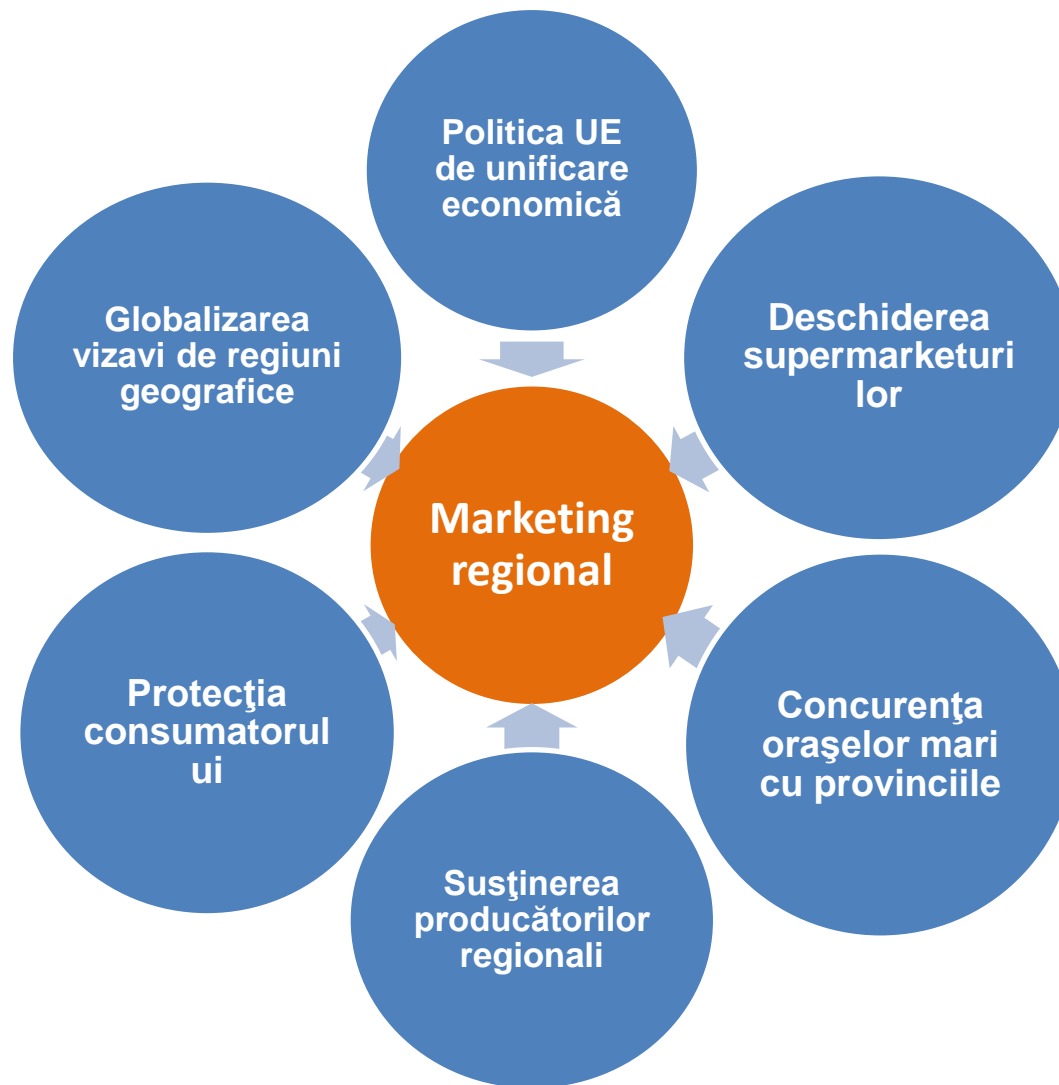 Politica UE
de unificare
economică
Deschiderea
supermarketuri
lor
Concurenţa
oraşelor mari
cu provinciile
Susţinerea
producătorilor
regionali
Protecţia
consumatorul
ui
Globalizarea
vizavi de regiuni
geografice
Marketing
regional